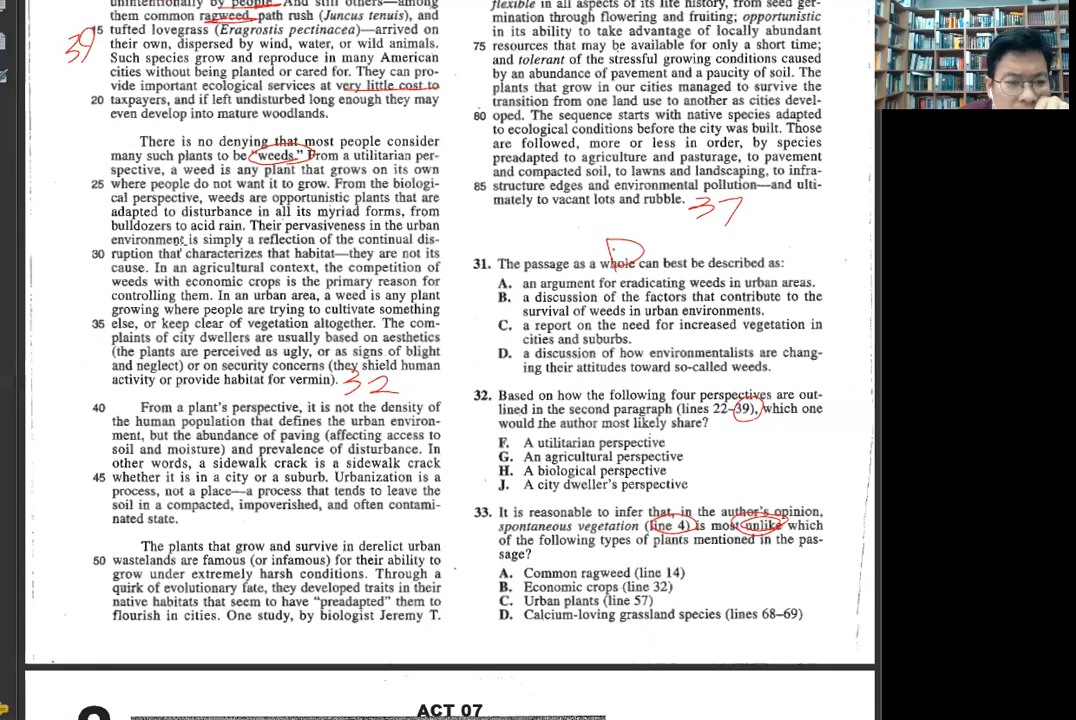 unintentionally by people. And still others—among
them common ragweed, path rush (Juncus tenuis), and
15 tufted lovegrass (Eragrostis pectinacea)—arrived on
39
their own, dispersed by wind, water, or wild animals.
Such species grow and reproduce in many American
cities without being planted or cared for. They can pro-
vide important ecological services at very little cost to
20 taxpayers, and if left undisturbed long enough they may
even develop into mature woodlands.
There is no denying that most people consider
many such plants to be "weeds." From a utilitarian per-
spective, a weed is any plant that grows on its own
25 where people do not want it to grow. From the biologi-
cal perspective, weeds are opportunistic plants that are
adapted to disturbance in all its myriad forms, from
bulldozers to acid rain. Their pervasiveness in the urban
environment is simply a reflection of the continual dis-
30 ruption that characterizes that habitat—they are not its
cause. In an agricultural context, the competition of
weeds with economic crops is the primary reason for
controlling them. In an urban area, a weed is any plant
growing where people are trying to cultivate something
35 else, or keep clear of vegetation altogether. The com-
plaints of city dwellers are usually based on aesthetics
(the plants are perceived as ugly, or as signs of blight
and neglect) or on security concerns (they shield human
activity or provide habitat for vermin). 32
40 From a plant's perspective, it is not the density of
the human population that defines the urban environ-
ment, but the abundance of paving (affecting access to
soil and moisture) and prevalence of disturbance. In
other words, a sidewalk crack is a sidewalk crack
45 whether it is in a city or a suburb. Urbanization is a
process, not a place—a process that tends to leave the
soil in a compacted, impoverished, and often contami-
nated state.
The plants that grow and survive in derelict urban
50 wastelands are famous (or infamous) for their ability to
grow under extremely harsh conditions. Through a
quirk of evolutionary fate, they developed traits in their
native habitats that seem to have "preadapted" them to
flourish in cities. One study, by biologist Jeremy T.
flexible in all aspects of its life history, from seed ger-
mination through flowering and fruiting; opportunistic
in its ability to take advantage of locally abundant
75 resources that may be available for only a short time;
and tolerant of the stressful growing conditions caused
by an abundance of pavement and a paucity of soil. The
plants that grow in our cities managed to survive the
transition from one land use to another as cities devel-
80 oped. The sequence starts with native species adapted
to ecological conditions before the city was built. Those
are followed, more or less in order, by species
preadapted to agriculture and pasturage, to pavement
and compacted soil, to lawns and landscaping, to infra-
85 structure edges and environmental pollution—and ulti-
mately to vacant lots and rubble. 37
D
31. The passage as a whole can best be described as:
A. an argument for eradicating weeds in urban areas.
B. a discussion of the factors that contribute to the
survival of weeds in urban environments.
C. a report on the need for increased vegetation in
cities and suburbs.
D. a discussion of how environmentalists are chang-
ing their attitudes toward so-called weeds.
32. Based on how the following four perspectives are out-
lined in the second paragraph (lines 22–39), which one
would the author most likely share?
F. A utilitarian perspective
G. An agricultural perspective
H. A biological perspective
J. A city dweller's perspective
33. It is reasonable to infer that, in the author's opinion,
spontaneous vegetation (line 4) is most unlike which
of the following types of plants mentioned in the pas-
sage?
A. Common ragweed (line 14)
B. Economic crops (line 32)
C. Urban plants (line 57)
D. Calcium-loving grassland species (lines 68–69)
ACT 07